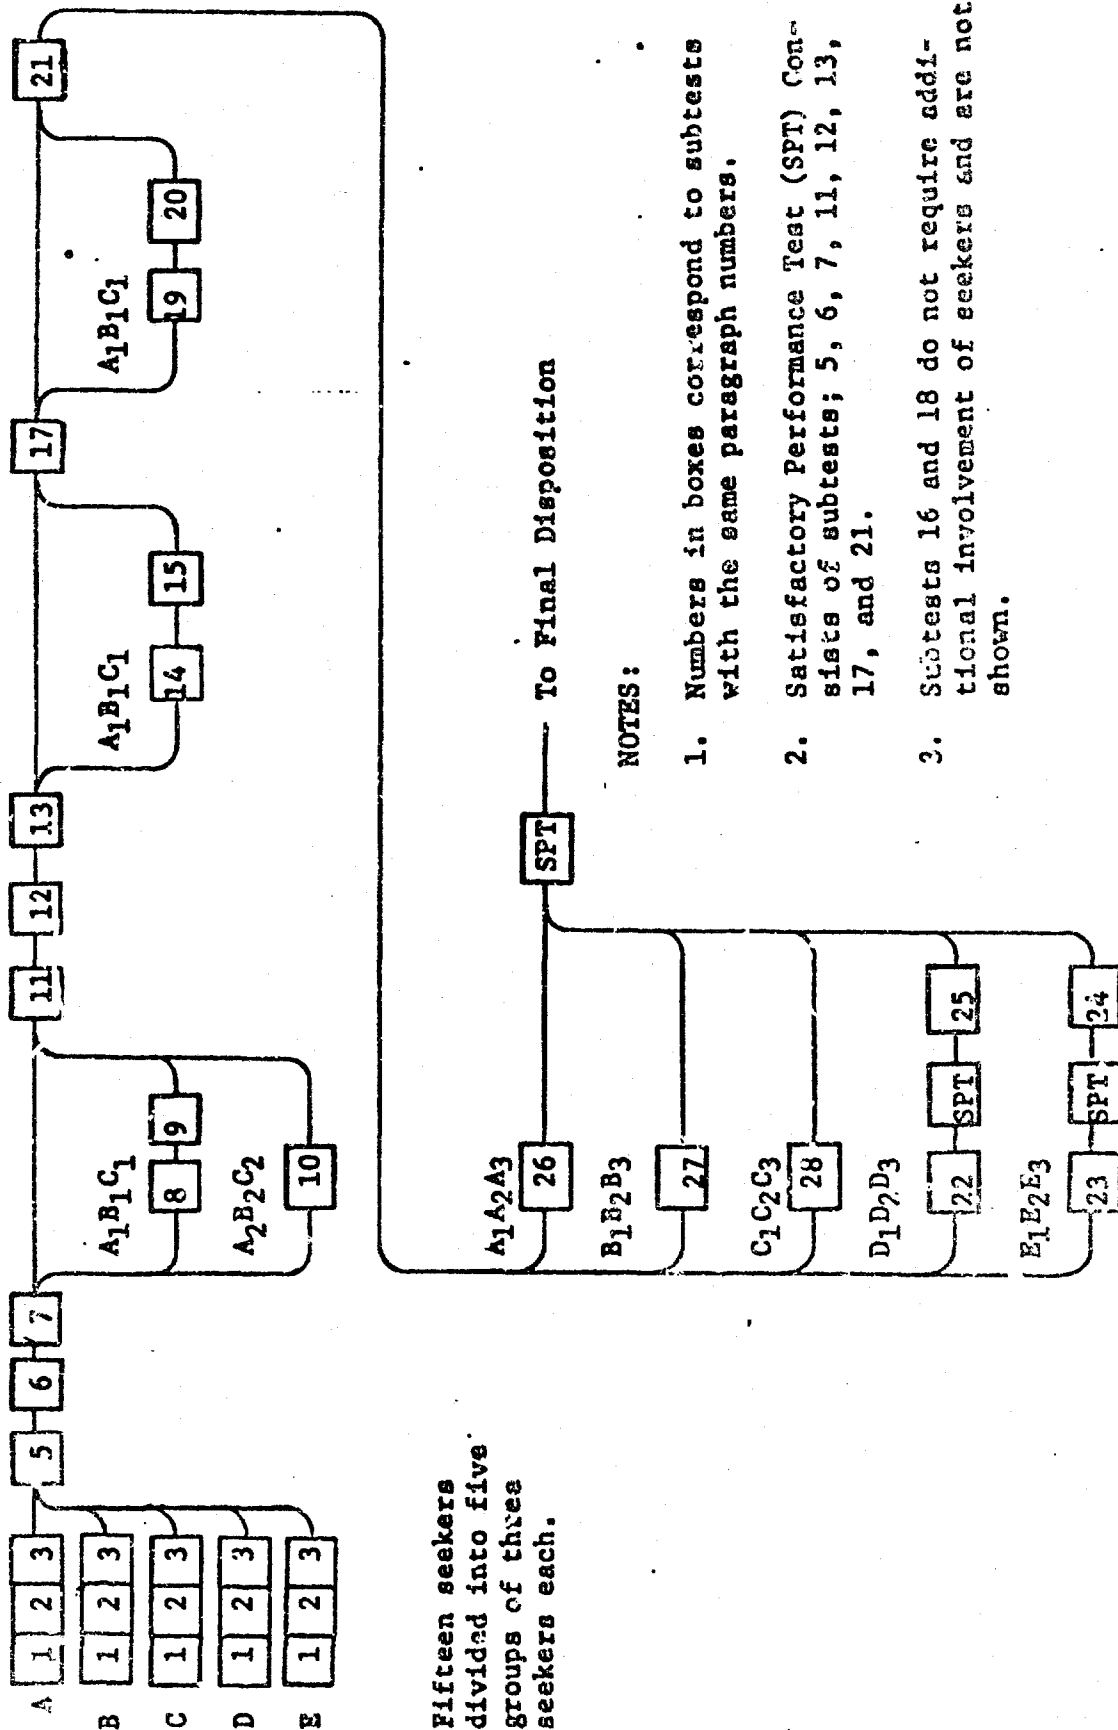 A 1 2 3
B 1 2 3
C 1 2 3
D 1 2 3
E 1 2 3
5 6 7
A1B1C1
8 9
A2B2C2
10
11 12 13
A1B1C1
14 15
17
A1B1C1
19 20
21
Fifteen seekers
divided into five
groups of three
seekers each.
A1A2A3
26
B1B2B3
27
C1C2C3
28
D1D2D3
22 SPT 25
E1E2E3
23 SPT 24
SPT To Final Disposition
NOTES:
1. Numbers in boxes correspond to subtests
with the same paragraph numbers.
2. Satisfactory Performance Test (SPT) Con-
sists of subtests; 5, 6, 7, 11, 12, 13,
17, and 21.
3. Subtests 16 and 18 do not require addi-
tional involvement of seekers and are not
shown.